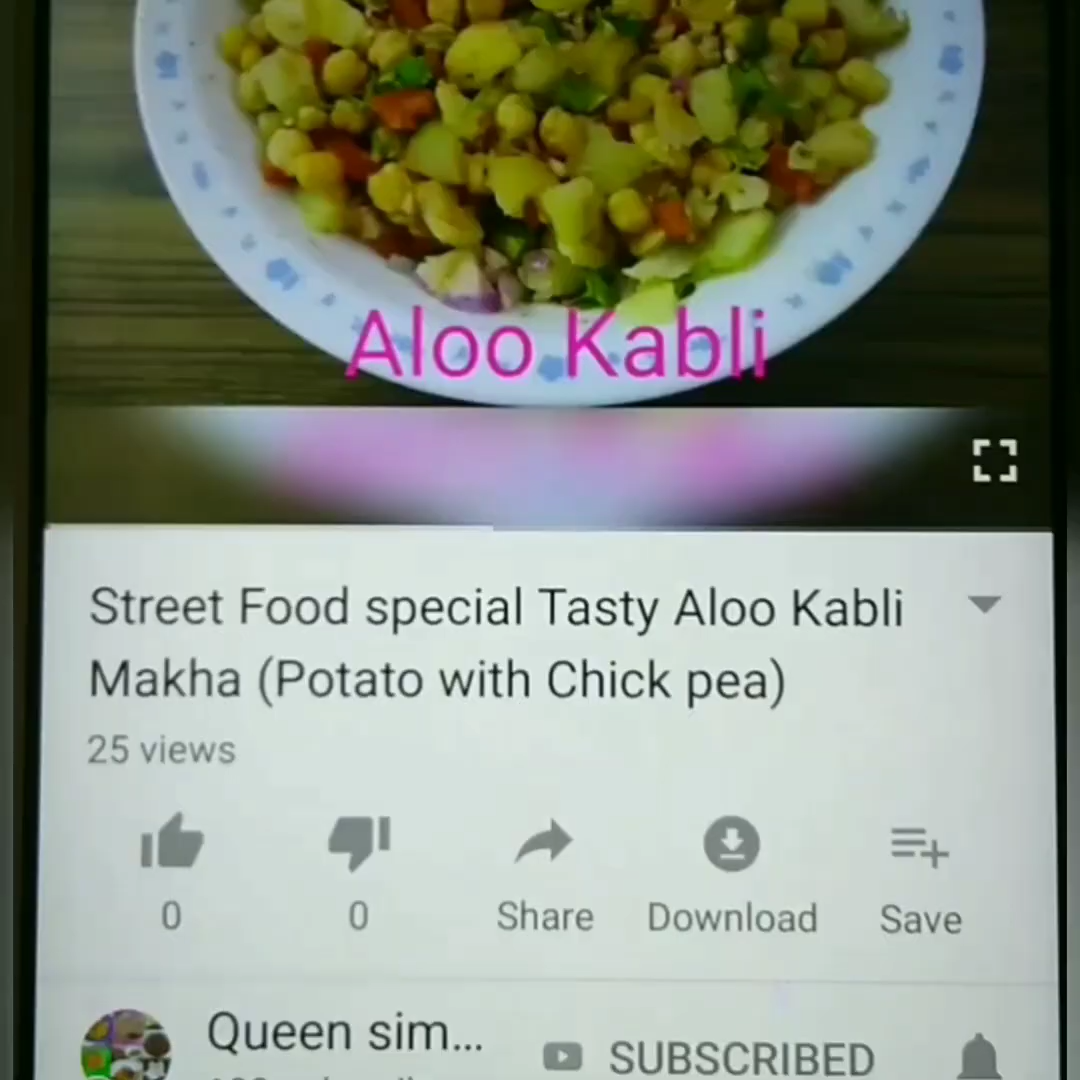 Aloo Kabli
Street Food special Tasty Aloo Kabli
Makha (Potato with Chick pea)
25 views
0
0
Share
Download
Save
Queen sim...
SUBSCRIBED